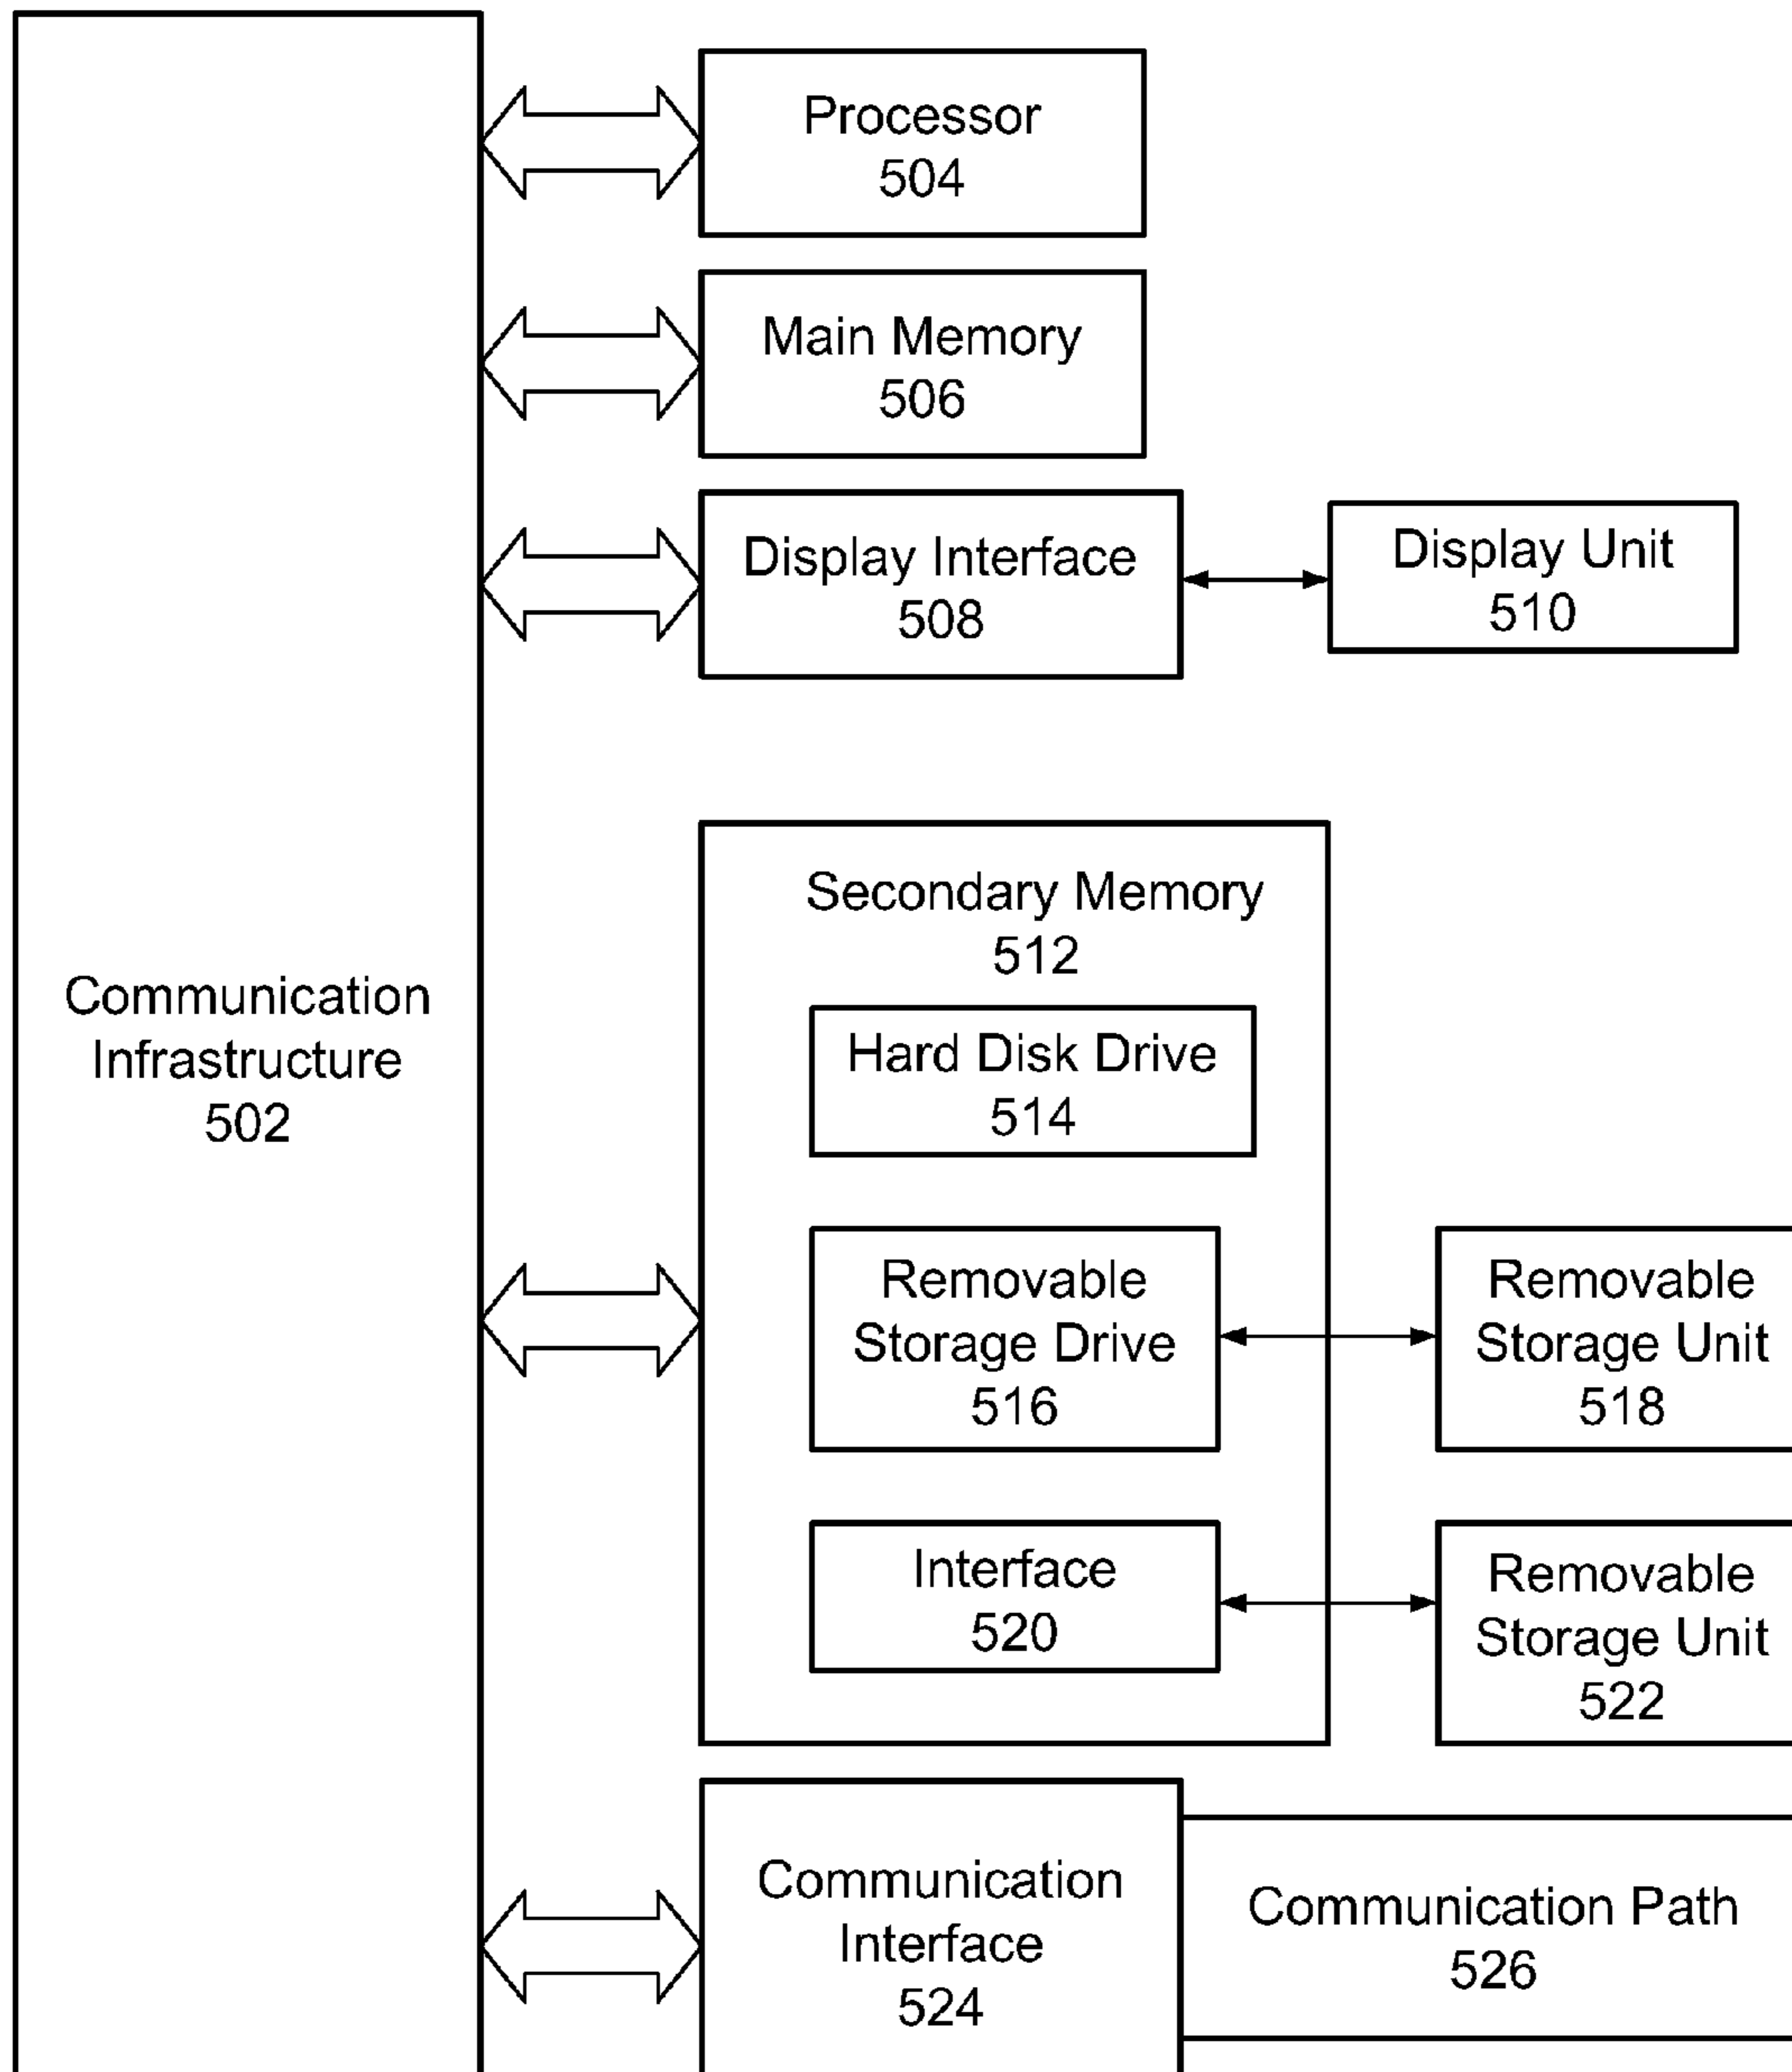 Processor
504
Main Memory
506
Display Interface
508
Display Unit
510
Secondary Memory
512
Communication
Infrastructure
502
Hard Disk Drive
514
Removable
Storage Drive
516
Removable
Storage Unit
518
Interface
520
Removable
Storage Unit
522
Communication
Interface
524
Communication Path
526